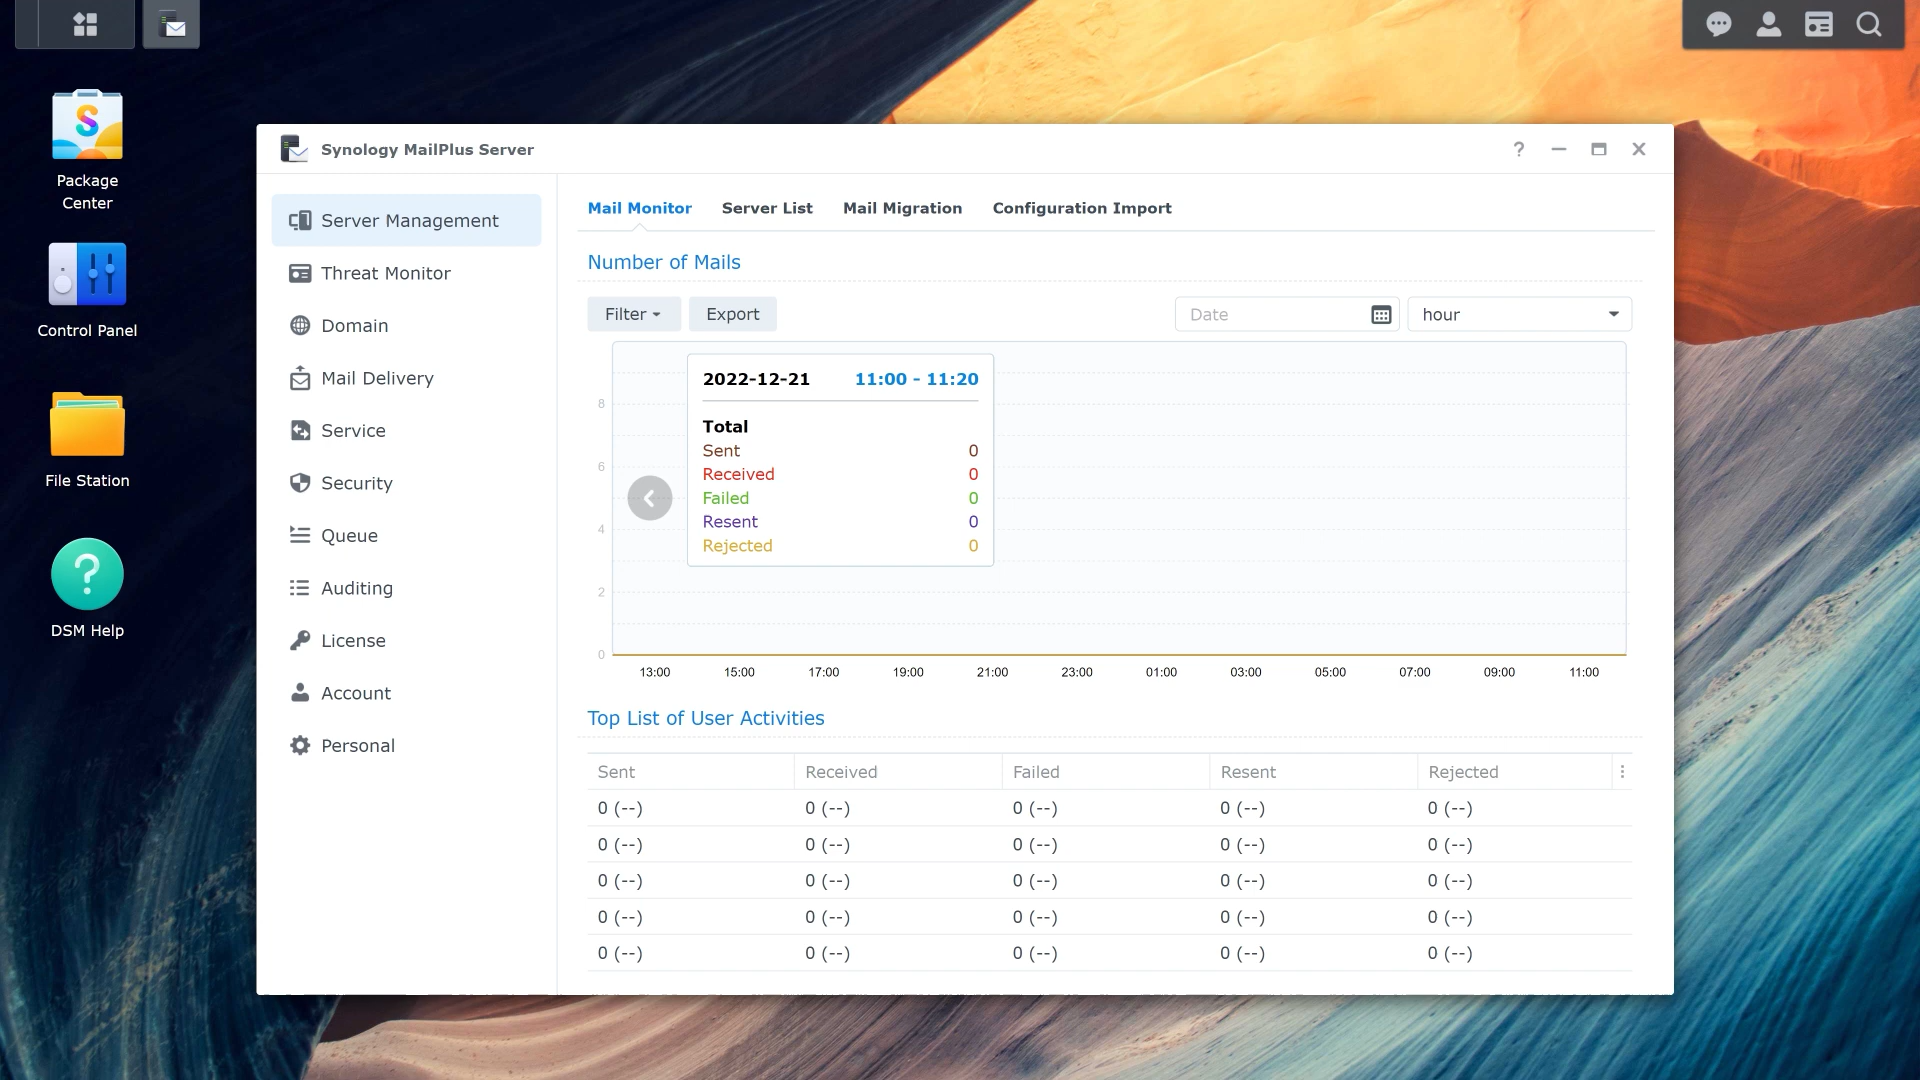 Package
Center
Control Panel
File Station
DSM Help
Synology MailPlus Server
Server Management
Threat Monitor
Domain
Mail Delivery
Service
Security
Queue
Auditing
License
Account
Personal
Mail Monitor Server List Mail Migration Configuration Import
Number of Mails
Filter Export Date hour
2022-12-21 11:00 - 11:20
Total
Sent 0
Received 0
Failed 0
Resent 0
Rejected 0
8
6
4
2
0
13:00 15:00 17:00 19:00 21:00 23:00 01:00 03:00 05:00 07:00 09:00 11:00
Top List of User Activities
Sent Received Failed Resent Rejected
0 (--) 0 (--) 0 (--) 0 (--) 0 (--)
0 (--) 0 (--) 0 (--) 0 (--) 0 (--)
0 (--) 0 (--) 0 (--) 0 (--) 0 (--)
0 (--) 0 (--) 0 (--) 0 (--) 0 (--)
0 (--) 0 (--) 0 (--) 0 (--) 0 (--)